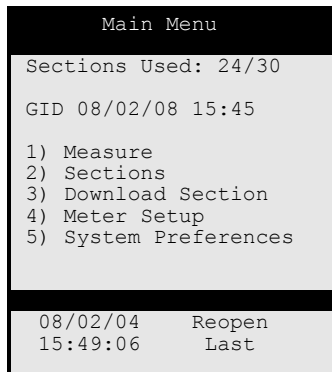 Main Menu
Sections Used: 24/30
GID 08/02/08 15:45
1) Measure
2) Sections
3) Download Section
4) Meter Setup
5) System Preferences
08/02/04 Reopen
15:49:06 Last